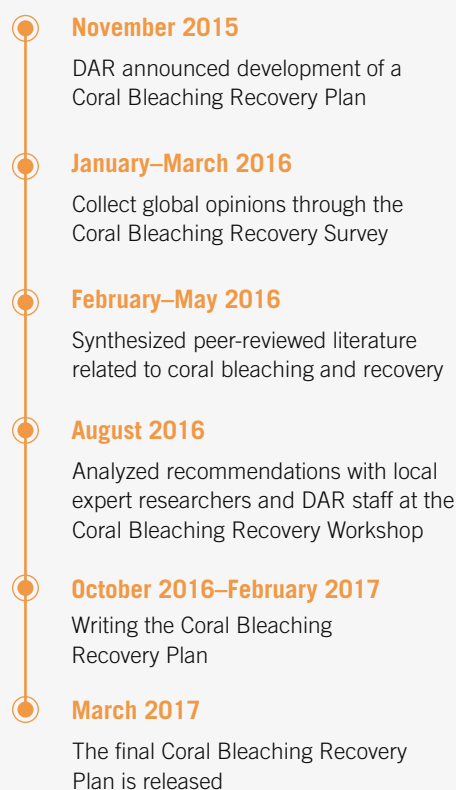 November 2015
DAR announced development of a
Coral Bleaching Recovery Plan
January–March 2016
Collect global opinions through the
Coral Bleaching Recovery Survey
February–May 2016
Synthesized peer-reviewed literature
related to coral bleaching and recovery
August 2016
Analyzed recommendations with local
expert researchers and DAR staff at the
Coral Bleaching Recovery Workshop
October 2016–February 2017
Writing the Coral Bleaching
Recovery Plan
March 2017
The final Coral Bleaching Recovery
Plan is released